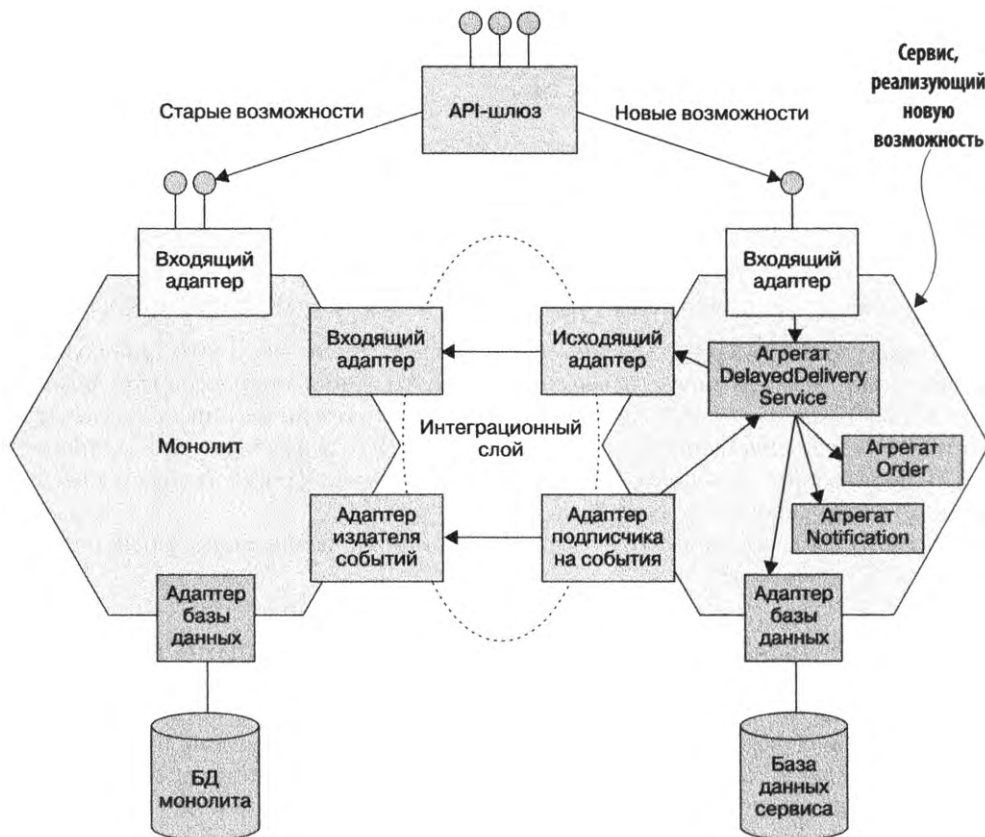 Сервис,
реализующий
новую
возможность
API-шлюз
Старые возможности
Новые возможности
Входящий
адаптер
Входящий
адаптер
Входящий
адаптер
Исходящий
адаптер
Агрегат
DelayedDelivery
Service
Монолит
Интеграционный
слой
Агрегат
Order
Адаптер
издателя
событий
Адаптер
подписчика
на события
Агрегат
Notification
Адаптер
базы
данных
Адаптер
базы
данных
БД
монолита
База
данных
сервиса